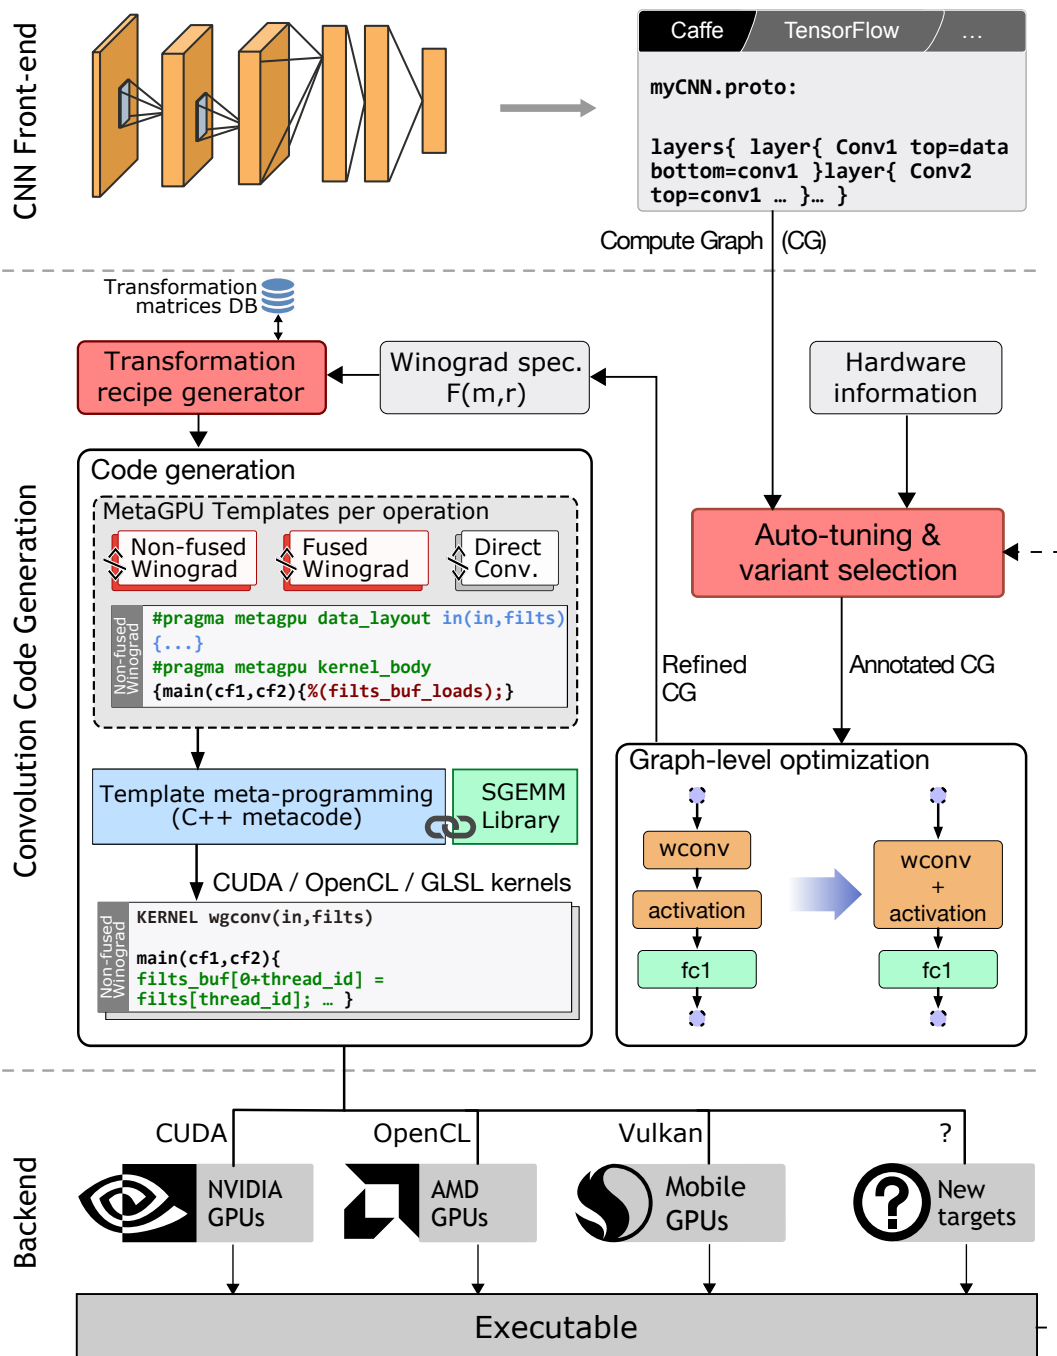 CNN Front-end
Caffe
TensorFlow
...
myCNN.proto:
layers{ layer{ Conv1 top=data
bottom=conv1 }layer{ Conv2
top=conv1 … }… }
Compute Graph (CG)
Convolution Code Generation
Transformation
matrices DB
Transformation
recipe generator
Winograd spec.
F(m,r)
Hardware
information
Auto-tuning &
variant selection
Code generation
MetaGPU Templates per operation
Non-fused
Winograd
Fused
Winograd
Direct
Conv.
Non-fused
Winograd
#pragma metagpu data_layout in(in,filts)
{...}
#pragma metagpu kernel_body
{main(cf1,cf2){%(filts_buf_loads);}
Refined
CG
Annotated CG
Template meta-programming
(C++ metacode)
SGEMM
Library
CUDA / OpenCL / GLSL kernels
Non-fused
Winograd
KERNEL wgconv(in,filts)
main(cf1,cf2){
filts_buf[0+thread_id] =
filts[thread_id]; … }
Graph-level optimization
wconv
activation
fc1
wconv
+
activation
fc1
Backend
CUDA
OpenCL
Vulkan
?
NVIDIA
GPUs
AMD
GPUs
Mobile
GPUs
?
New
targets
Executable